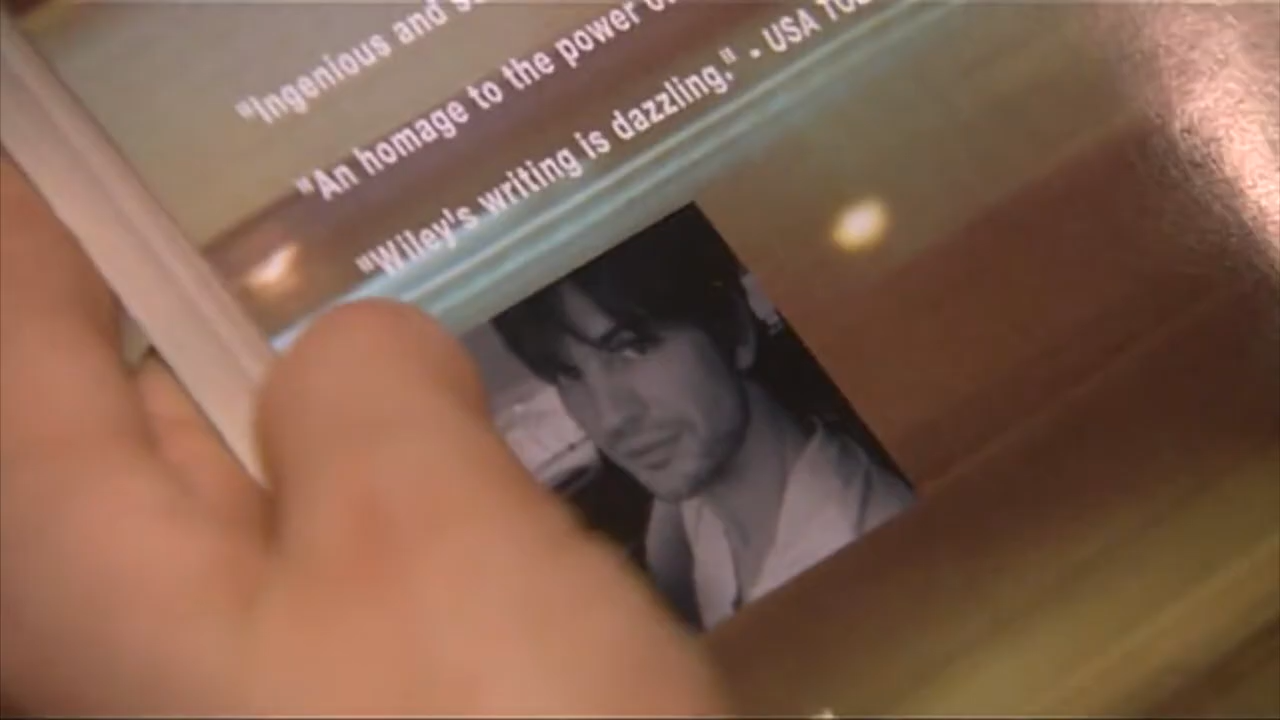 "Ingenious and
"An homage to the power
"Wiley's writing is dazzling." - USA